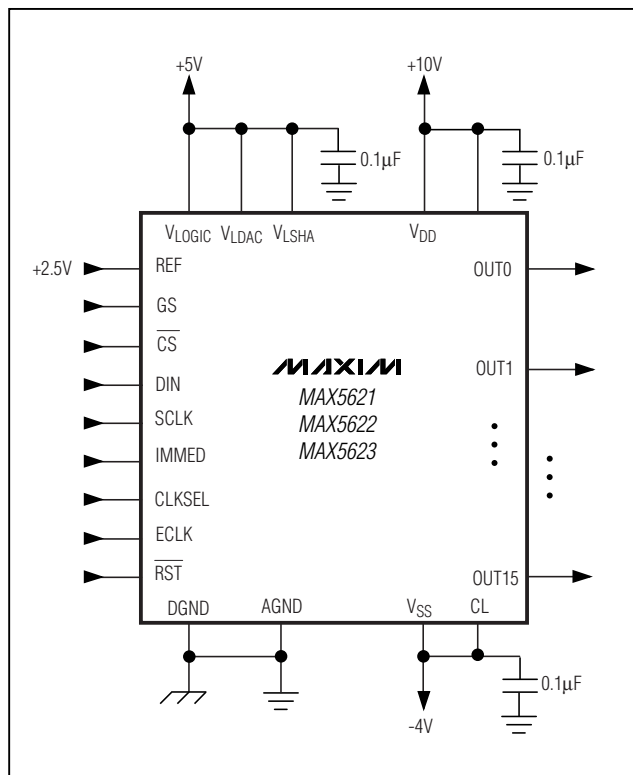 +5V
+10V
0.1µF
0.1µF
VLOGIC VLDAC VLSHA
VDD
+2.5V
REF
OUT0
GS
CS
MAXIM
OUT1
DIN
MAX5621
SCLK
MAX5622
IMMED
MAX5623
CLKSEL
ECLK
RST
OUT15
DGND
AGND
VSS
CL
0.1µF
-4V